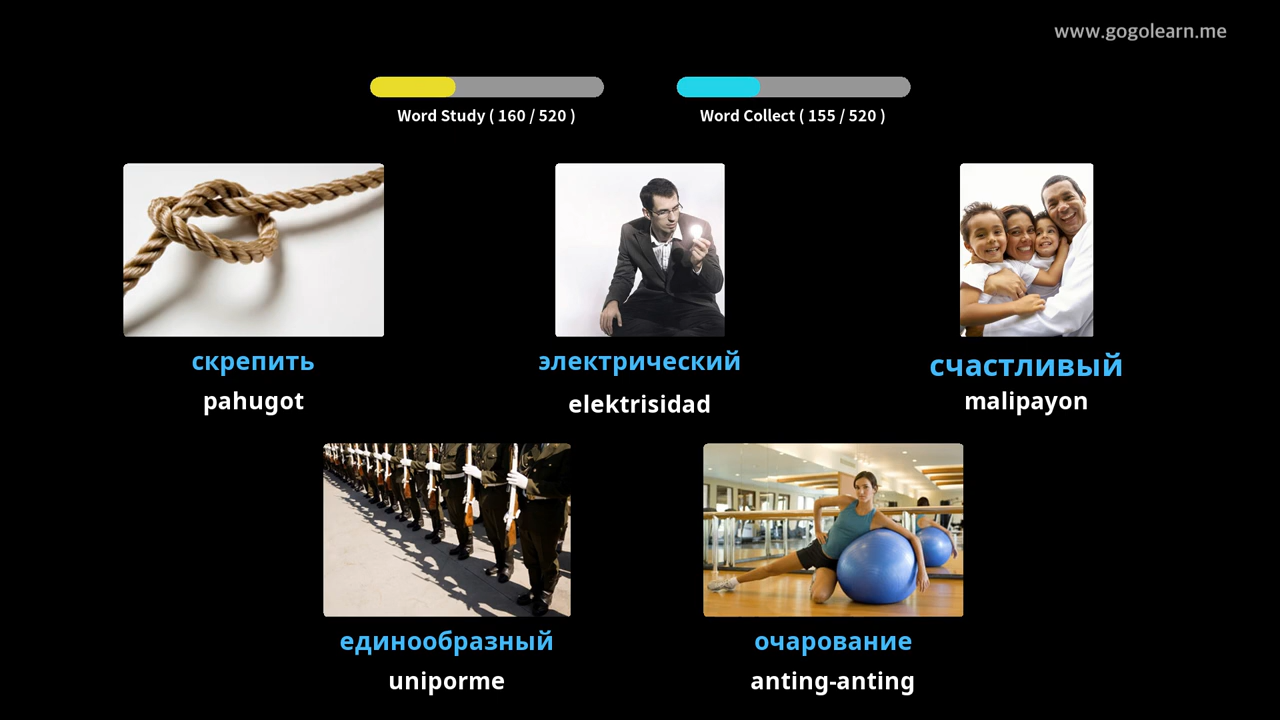 www.gogolearn.me
Word Study ( 160 / 520 )
Word Collect ( 155 / 520 )
скрепить
pahugot
электрический
elektrisidad
счастливый
malipayon
единообразный
uniporme
очарование
anting-anting